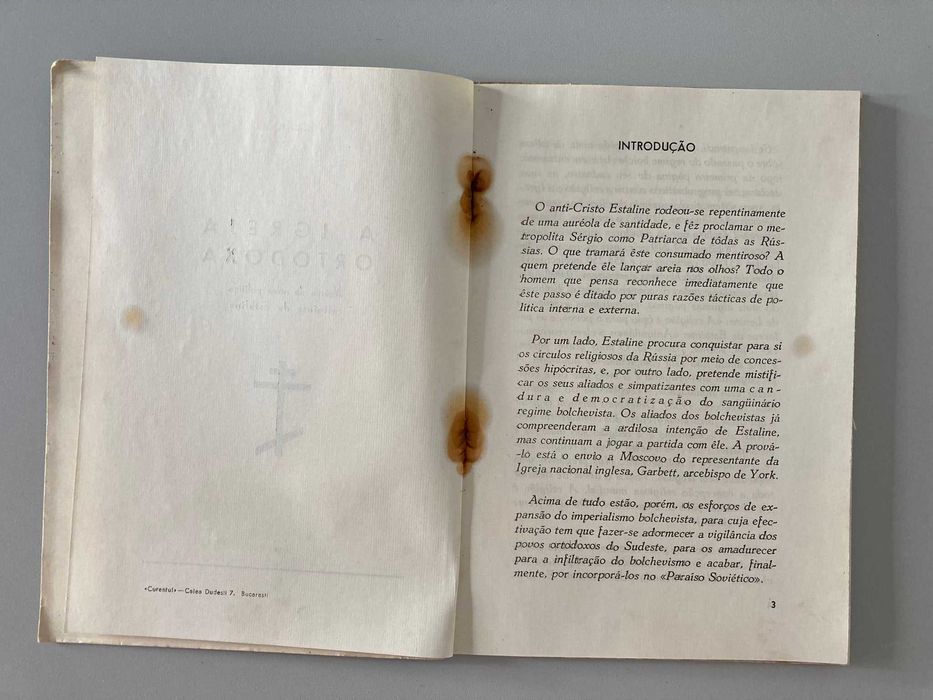 «Curentul» — Calea Dudesti 7, Bucarasti
INTRODUÇÃO
O anti-Cristo Estaline rodeou-se repentinamente
de uma auréola de santidade, e fêz proclamar o me-
tropolita Sérgio como Patriarca de tôdas as Rús-
sias. O que tramará êste consumado mentiroso? A
quem pretende êle lançar areia nos olhos? Todo o
homem que pensa reconhece imediatamente que
êste passo é ditado por puras razões tácticas de po-
lítica interna e externa.
Por um lado, Estaline procura conquistar para si
os círculos religiosos da Rússia por meio de conces-
sões hipócritas, e, por outro lado, pretende mistifi-
car os seus aliados e simpatizantes com uma can-
dura e democratização do sangüinário
regime bolchevista. Os aliados dos bolchevistas já
compreenderam a ardilosa intenção de Estaline,
mas continuam a jogar a partida com êle. A prová-
-lo está o envio a Moscovo do representante da
Igreja nacional inglesa, Garbett, arcebispo de York.
Acima de tudo estão, porém, os esforços de ex-
pansão do imperialismo bolchevista, para cuja efec-
tivação tem que fazer-se adormecer a vigilância dos
povos ortodoxos do Sudeste, para os amadurecer
para a infiltração do bolchevismo e acabar, final-
mente, por incorporá-los no «Paraíso Soviético».
3